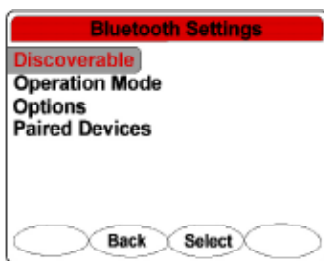 Bluetooth Settings
Discoverable
Operation Mode
Options
Paired Devices
Back Select